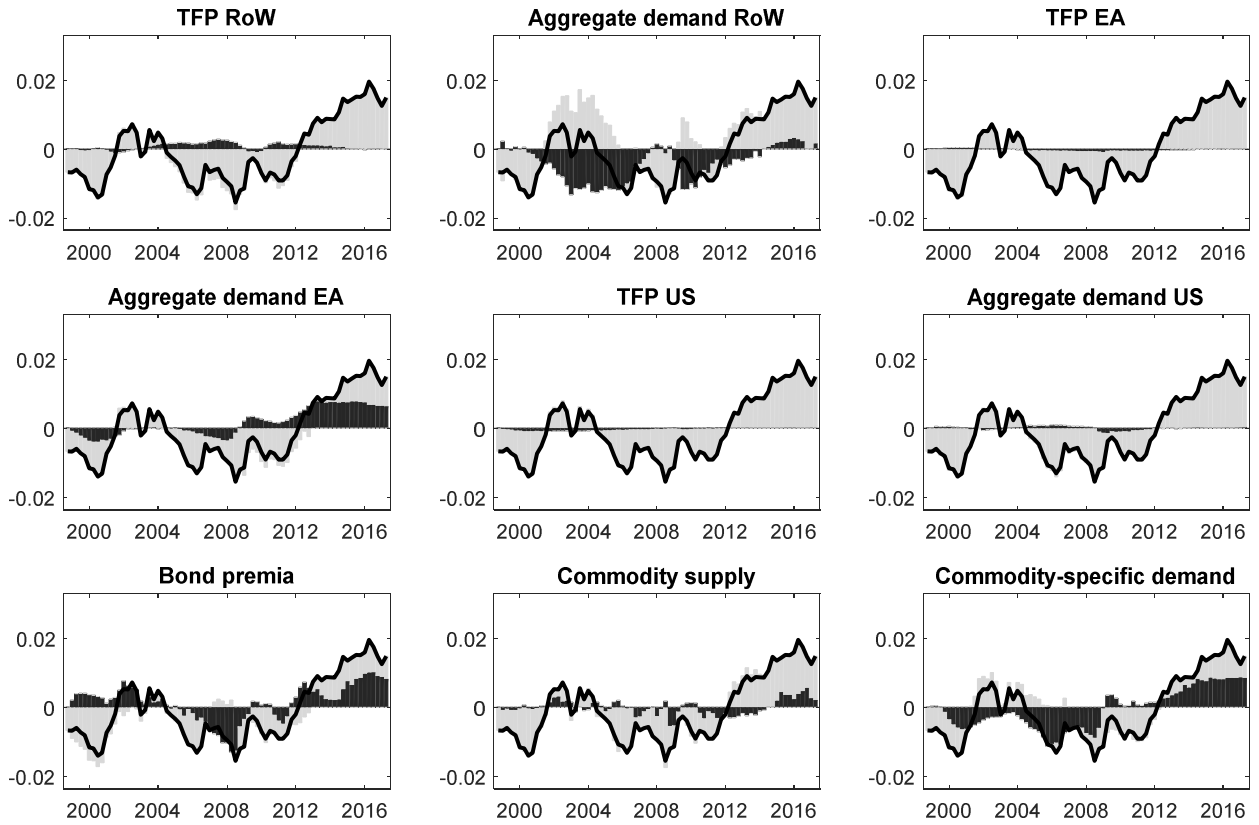 TFP RoW
Aggregate demand RoW
TFP EA
0.02
0
-0.02
2000 2004 2008 2012 2016
0.02
0
-0.02
2000 2004 2008 2012 2016
0.02
0
-0.02
2000 2004 2008 2012 2016
Aggregate demand EA
TFP US
Aggregate demand US
0.02
0
-0.02
2000 2004 2008 2012 2016
0.02
0
-0.02
2000 2004 2008 2012 2016
0.02
0
-0.02
2000 2004 2008 2012 2016
Bond premia
Commodity supply
Commodity-specific demand
0.02
0
-0.02
2000 2004 2008 2012 2016
0.02
0
-0.02
2000 2004 2008 2012 2016
0.02
0
-0.02
2000 2004 2008 2012 2016